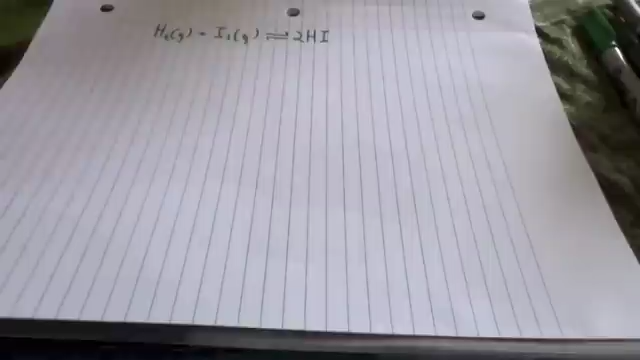 H₂(g) + I₂(g) ⇌ 2HI